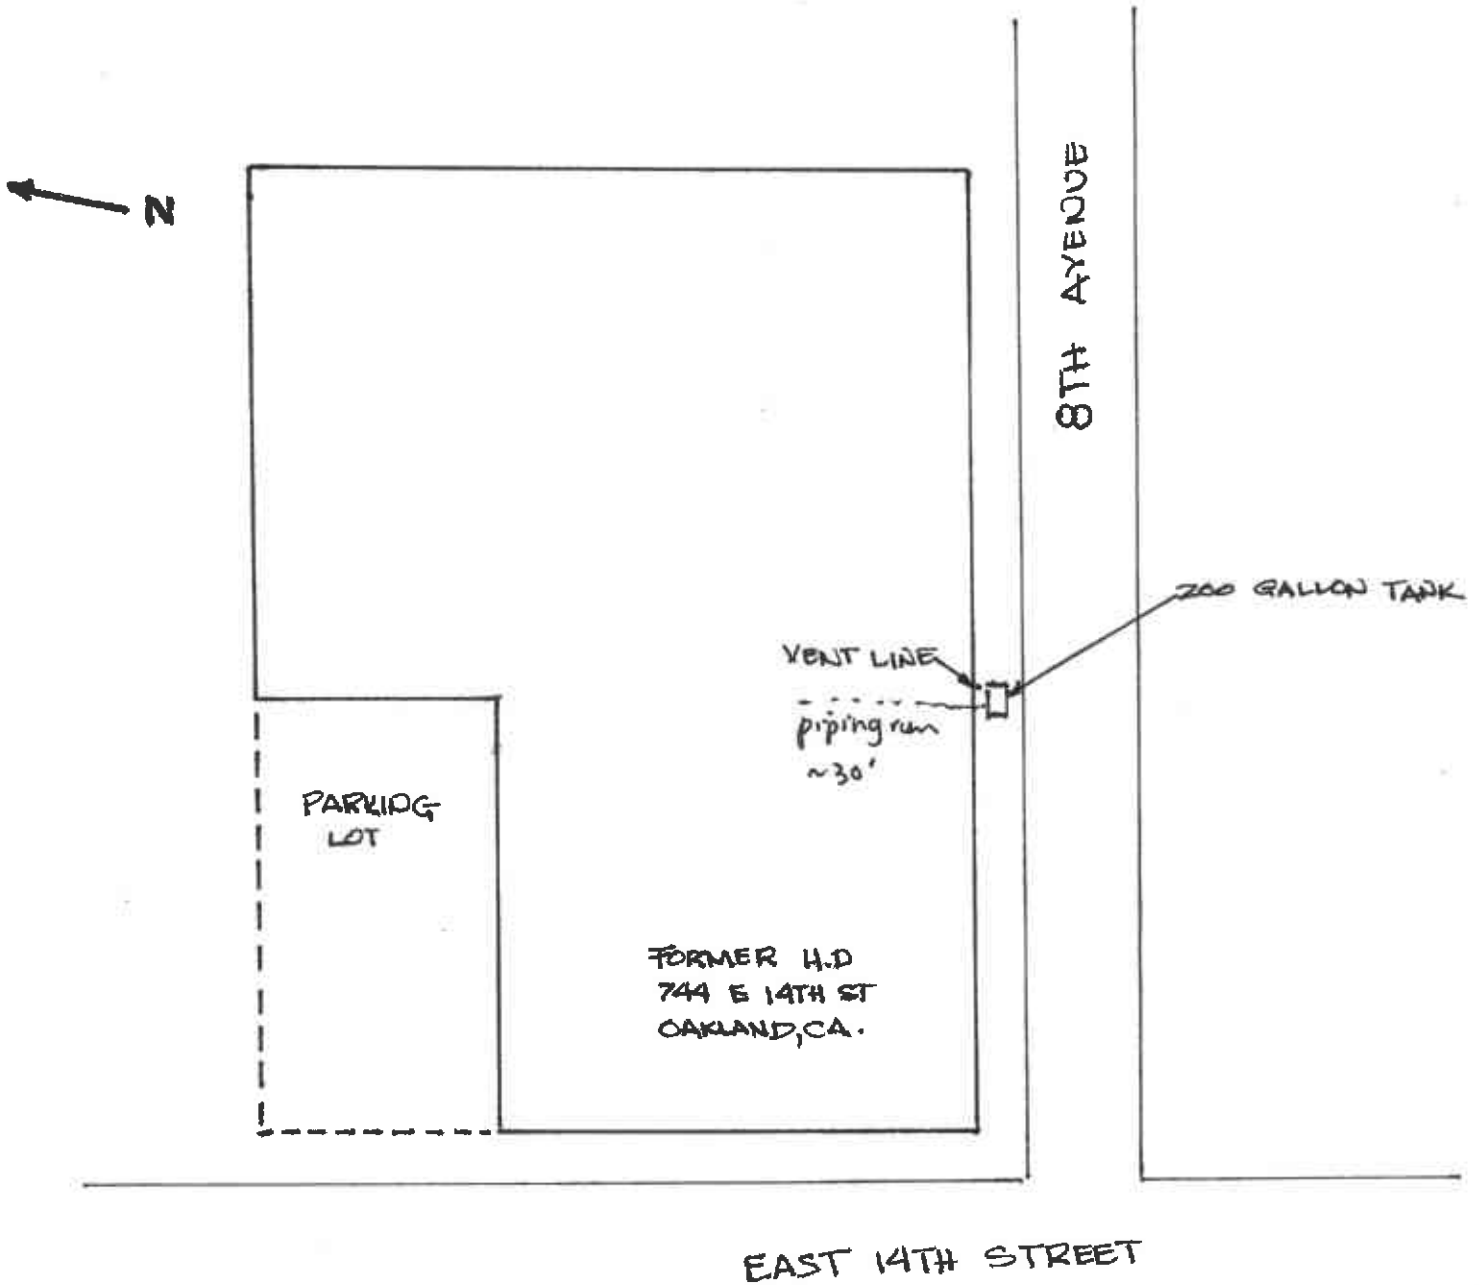 N
8TH AVENUE
200 GALLON TANK
VENT LINE
piping run
~30'
PARKING
LOT
FORMER H.D
744 E 14TH ST
OAKLAND, CA.
EAST 14TH STREET